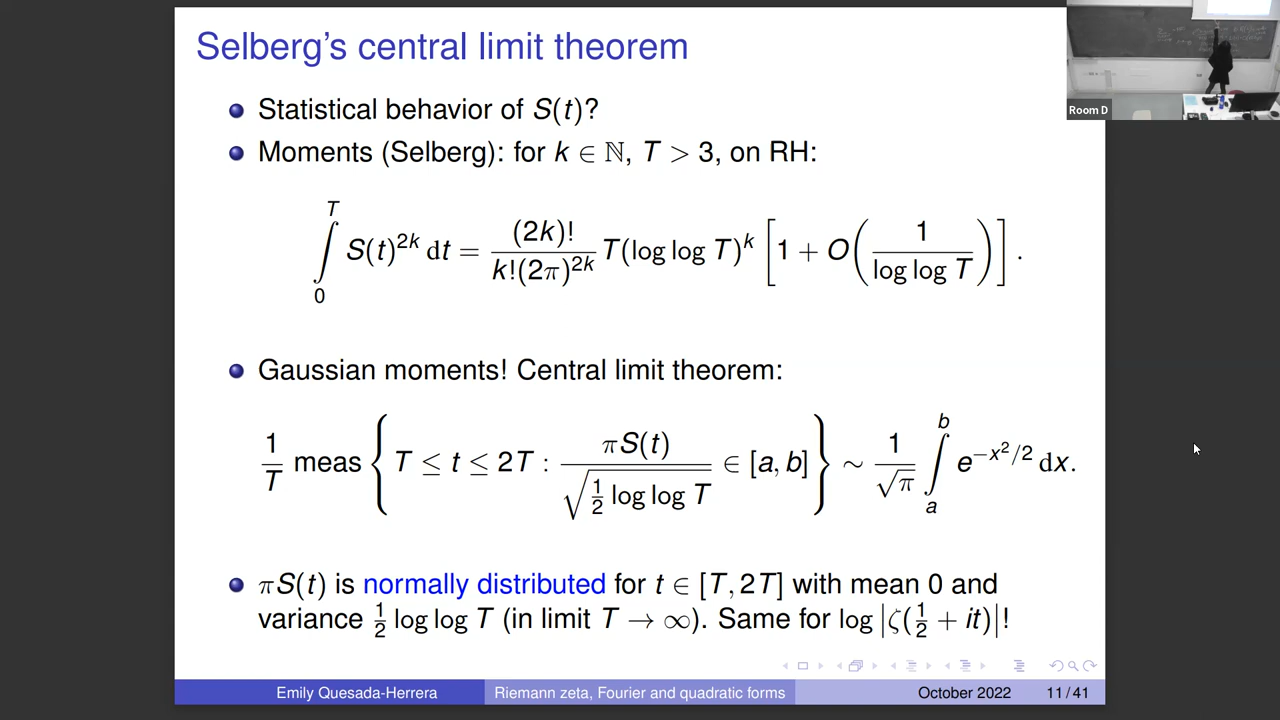 Selberg's central limit theorem
Statistical behavior of S(t)?
Moments (Selberg): for k ∈ ℕ, T > 3, on RH:
∫_0^T S(t)^{2k} dt = (2k)!/(k!(2π)^{2k}) T(log log T)^k [1 + O(1/(log log T))].
Gaussian moments! Central limit theorem:
1/T meas {T ≤ t ≤ 2T : πS(t)/√(1/2 log log T) ∈ [a, b]} ~ 1/√π ∫_a^b e^{-x²/2} dx.
πS(t) is normally distributed for t ∈ [T, 2T] with mean 0 and
variance 1/2 log log T (in limit T → ∞). Same for log |ζ(1/2 + it)|!
Emily Quesada-Herrera Riemann zeta, Fourier and quadratic forms October 2022 11 / 41
Room D